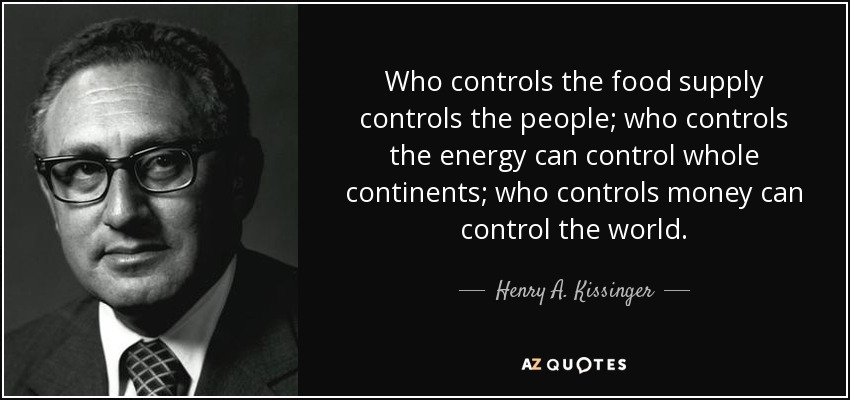 Who controls the food supply
controls the people; who controls
the energy can control whole
continents; who controls money can
control the world.
Henry A. Kissinger
AZ QUOTES